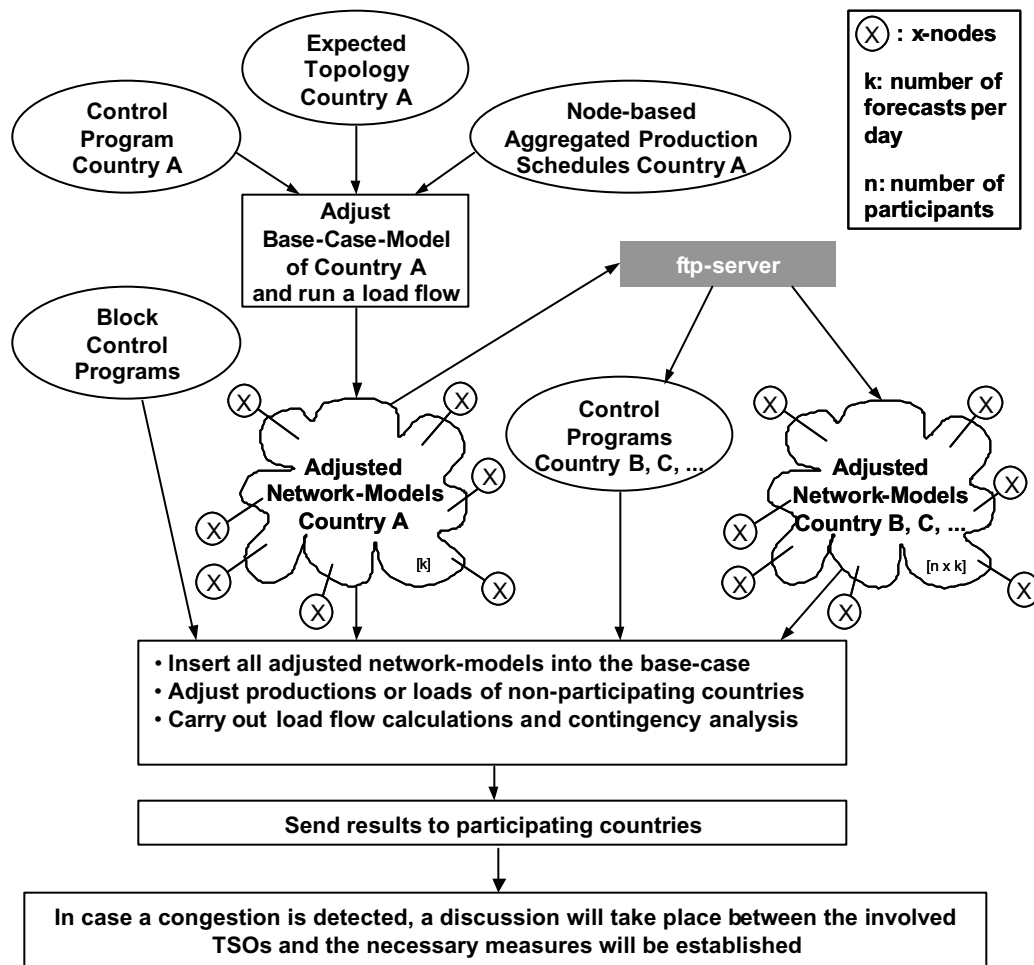 Expected
Topology
Country A
Control
Program
Country A
Node-based
Aggregated Production
Schedules Country A
X : x-nodes
k: number of
forecasts per
day
n: number of
participants
Adjust
Base-Case-Model
of Country A
and run a load flow
ftp-server
Block
Control
Programs
X
X
X
X
X
X
X
Adjusted
Network-Models
Country A
[k]
Control
Programs
Country B, C, ...
X
X
X
X
X
X
X
Adjusted
Network-Models
Country B, C, ...
[n x k]
• Insert all adjusted network-models into the base-case
• Adjust productions or loads of non-participating countries
• Carry out load flow calculations and contingency analysis
Send results to participating countries
In case a congestion is detected, a discussion will take place between the involved
TSOs and the necessary measures will be established